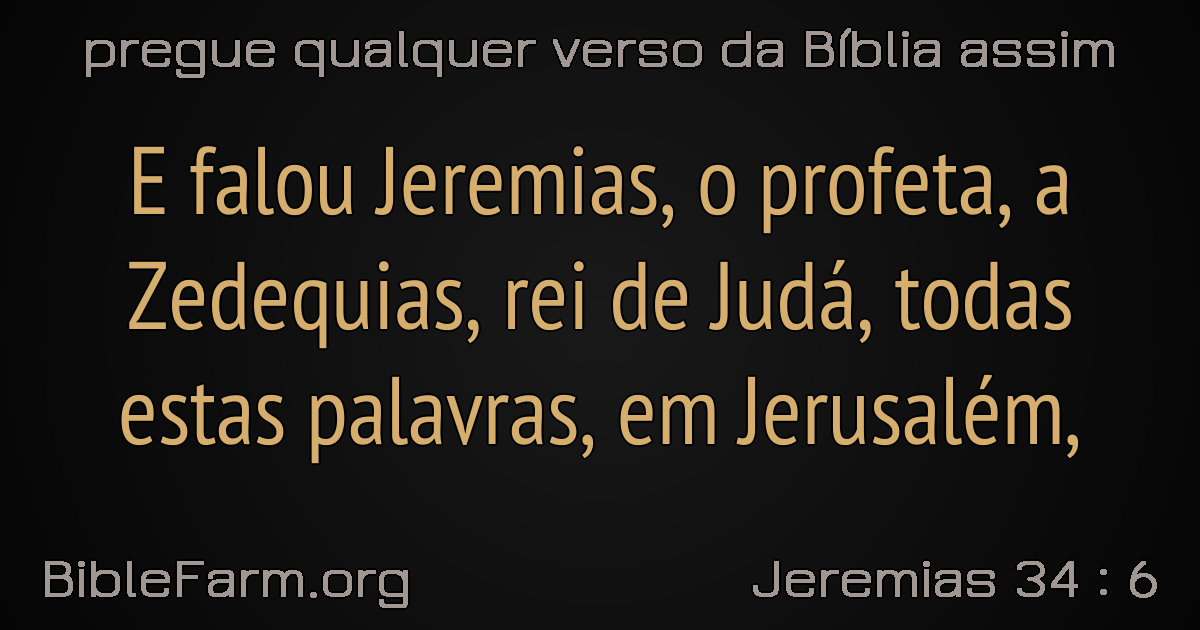 pregue qualquer verso da Bíblia assim
E falou Jeremias, o profeta, a
Zedequias, rei de Judá, todas
estas palavras, em Jerusalém,
BibleFarm.org
Jeremias 34 : 6